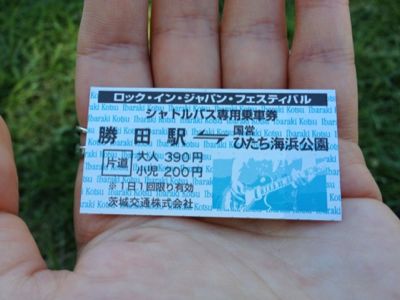 ロック・イン・ジャパン・フェスティバル
シャトルバス専用乗車券
勝田駅 国営ひたち海浜公園
片道 大人 390円
小児 200円
※1日1回限り有効
茨城交通株式会社
Ibaraki Kotsu